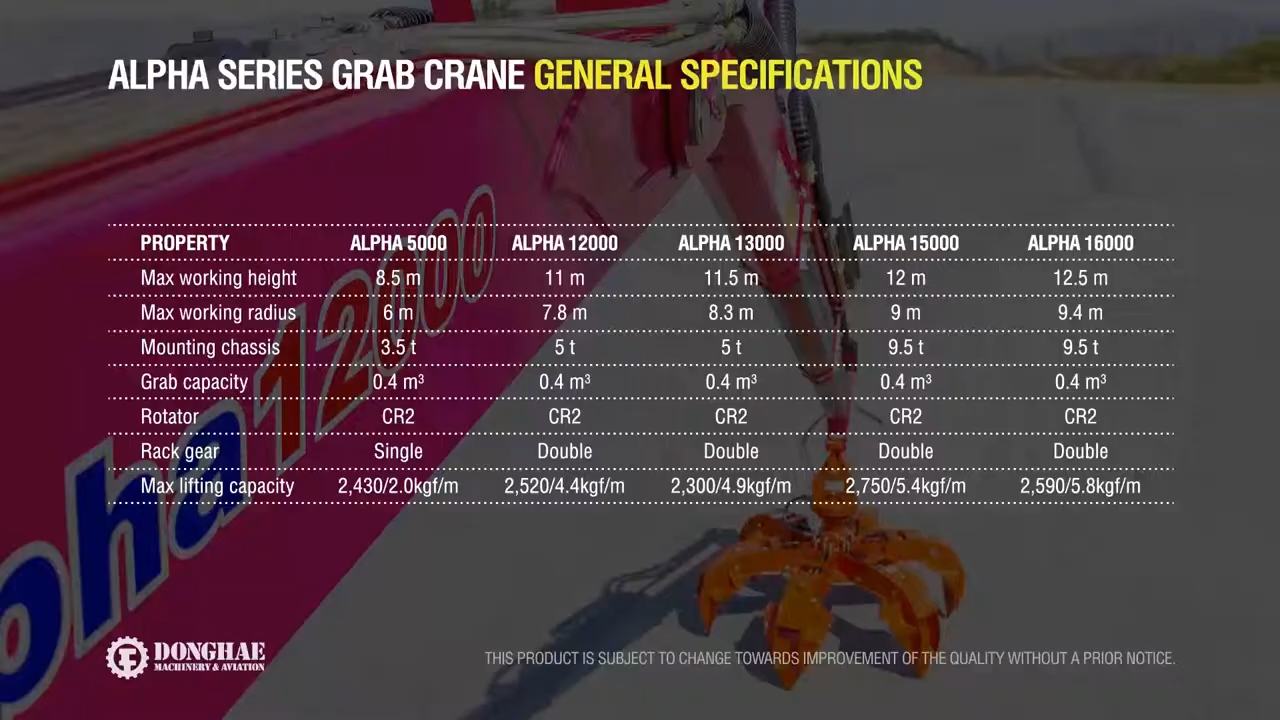 ALPHA SERIES GRAB CRANE GENERAL SPECIFICATIONS
PROPERTY ALPHA 5000 ALPHA 12000 ALPHA 13000 ALPHA 15000 ALPHA 16000
Max working height 8.5 m 11 m 11.5 m 12 m 12.5 m
Max working radius 6 m 7.8 m 8.3 m 9 m 9.4 m
Mounting chassis 3.5 t 5 t 5 t 9.5 t 9.5 t
Grab capacity 0.4 m³ 0.4 m³ 0.4 m³ 0.4 m³ 0.4 m³
Rotator CR2 CR2 CR2 CR2 CR2
Rack gear Single Double Double Double Double
Max lifting capacity 2,430/2.0kgf/m 2,520/4.4kgf/m 2,300/4.9kgf/m 2,750/5.4kgf/m 2,590/5.8kgf/m
pha12000
DONGHAE
MACHINERY & AVIATION
THIS PRODUCT IS SUBJECT TO CHANGE TOWARDS IMPROVEMENT OF THE QUALITY WITHOUT A PRIOR NOTICE.